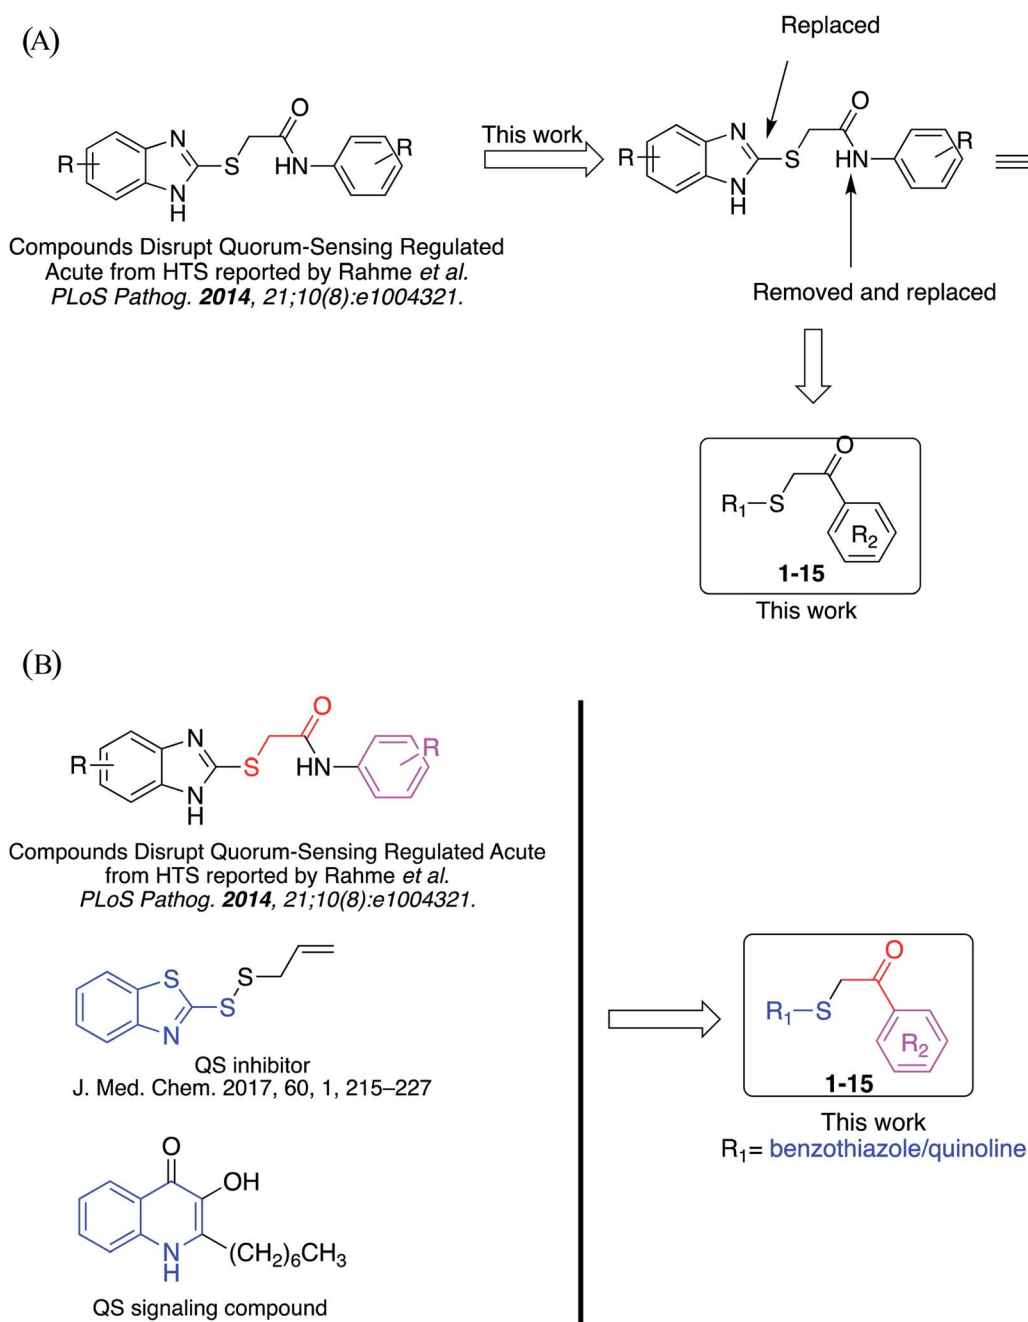 (A)
Replaced
R
N
N
H
S
O
HN
R
This work
R
N
N
H
S
O
HN
R
Compounds Disrupt Quorum-Sensing Regulated
Acute from HTS reported by Rahme et al.
PLoS Pathog. 2014, 21;10(8):e1004321.
Removed and replaced
O
R1 S
R2
1-15
This work
(B)
R
N
N
H
S
O
HN
R
Compounds Disrupt Quorum-Sensing Regulated Acute
from HTS reported by Rahme et al.
PLoS Pathog. 2014, 21;10(8):e1004321.
S
N
S
S
QS inhibitor
J. Med. Chem. 2017, 60, 1, 215–227
O
R1 S
R2
1-15
This work
R1= benzothiazole/quinoline
O
OH
N
H
(CH2)6CH3
QS signaling compound